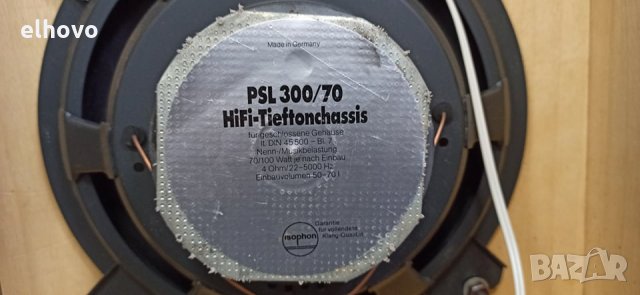 elhovo
Made in Germany
PSL 300/70
HiFi-Tieftonchassis
für geschlossene Gehäuse
lt. DIN 45500 - Bl. 7
Nenn-/Musikbelastung
70/100 Watt je nach Einbau
4 Ohm/22-5000 Hz
Einbauvolumen 50-70 l
isophon
Garantie
für vollendete
Klang-Qualität
BAZAR